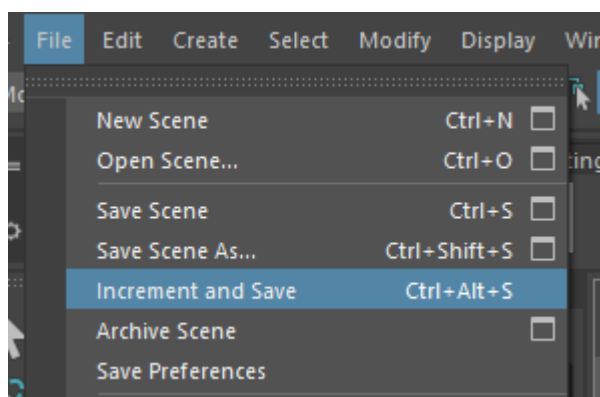 File Edit Create Select Modify Display
New Scene Ctrl+N
Open Scene... Ctrl+O
Save Scene Ctrl+S
Save Scene As... Ctrl+Shift+S
Increment and Save Ctrl+Alt+S
Archive Scene
Save Preferences